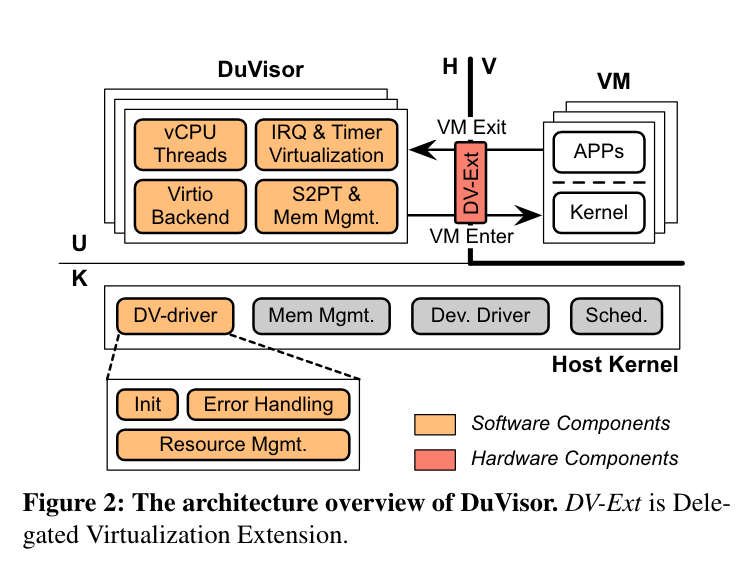 DuVisor
H V
VM
VM Exit
vCPU
Threads
IRQ & Timer
Virtualization
APPs
DV-Ext
Virtio
Backend
S2PT &
Mem Mgmt.
Kernel
VM Enter
U
K
DV-driver
Mem Mgmt.
Dev. Driver
Sched.
Host Kernel
Init
Error Handling
Resource Mgmt.
Software Components
Hardware Components
Figure 2: The architecture overview of DuVisor. DV-Ext is Dele-
gated Virtualization Extension.